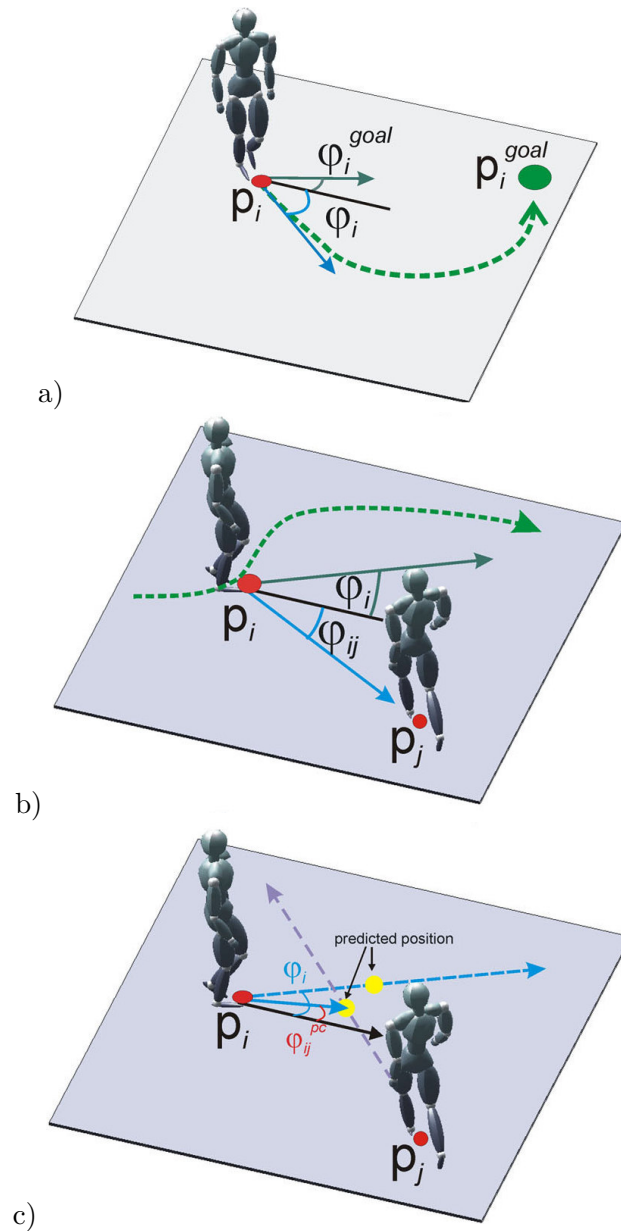 φ_i^goal
p_i^goal
p_i
φ_i
a)
φ_i
p_i
φ_ij
p_j
b)
predicted position
φ_i
p_i
φ_ij^pc
p_j
c)